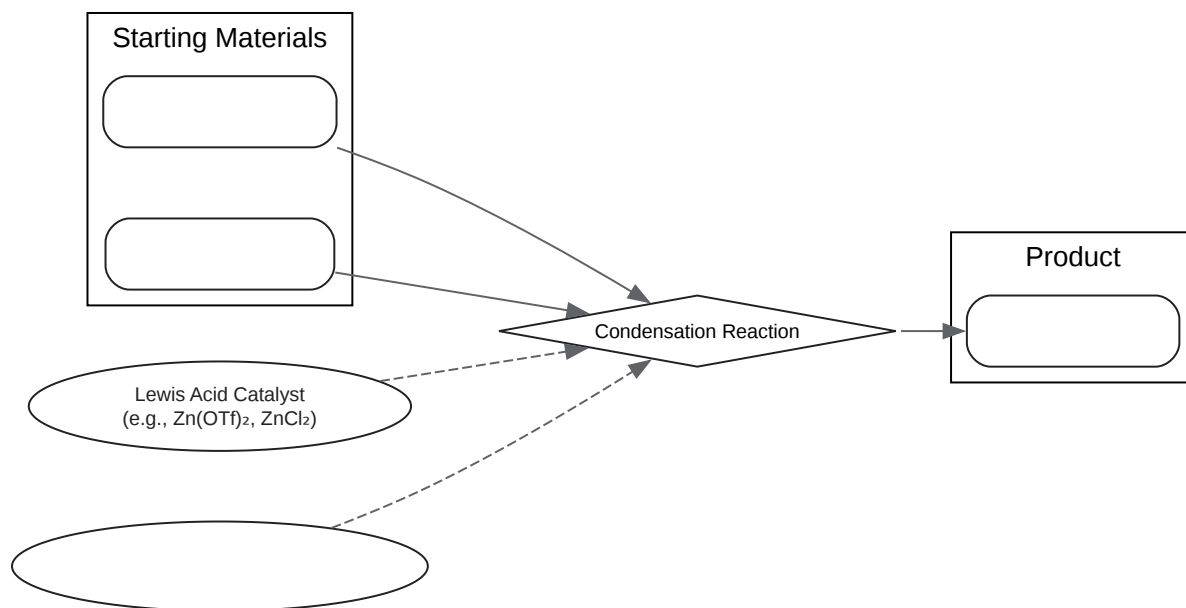 Starting Materials
Product
Condensation Reaction
Lewis Acid Catalyst
(e.g., Zn(OTf)₂, ZnCl₂)